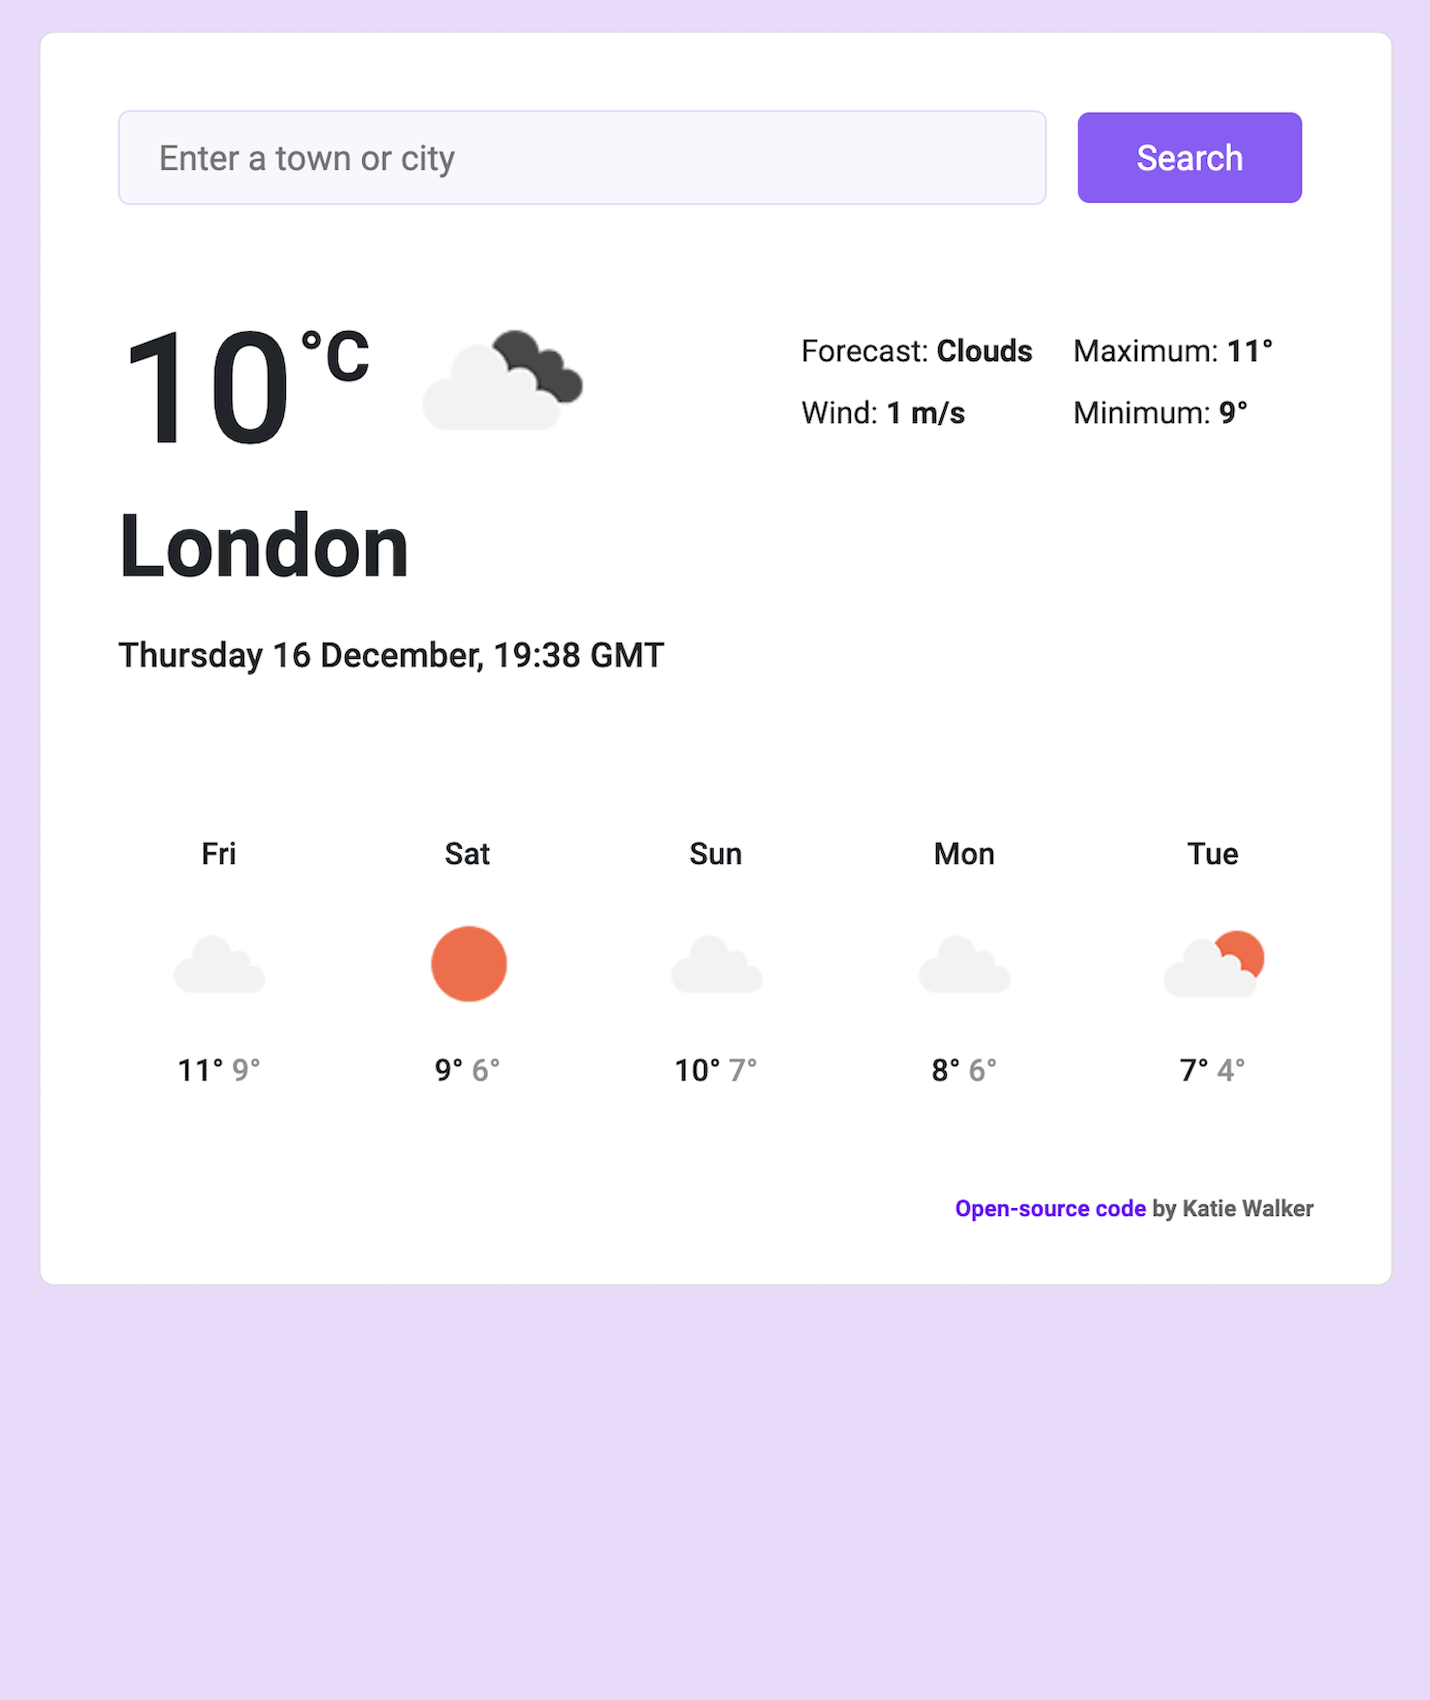 Enter a town or city
Search
10°C
Forecast: Clouds
Maximum: 11°
Wind: 1 m/s
Minimum: 9°
London
Thursday 16 December, 19:38 GMT
Fri
Sat
Sun
Mon
Tue
11° 9°
9° 6°
10° 7°
8° 6°
7° 4°
Open-source code by Katie Walker